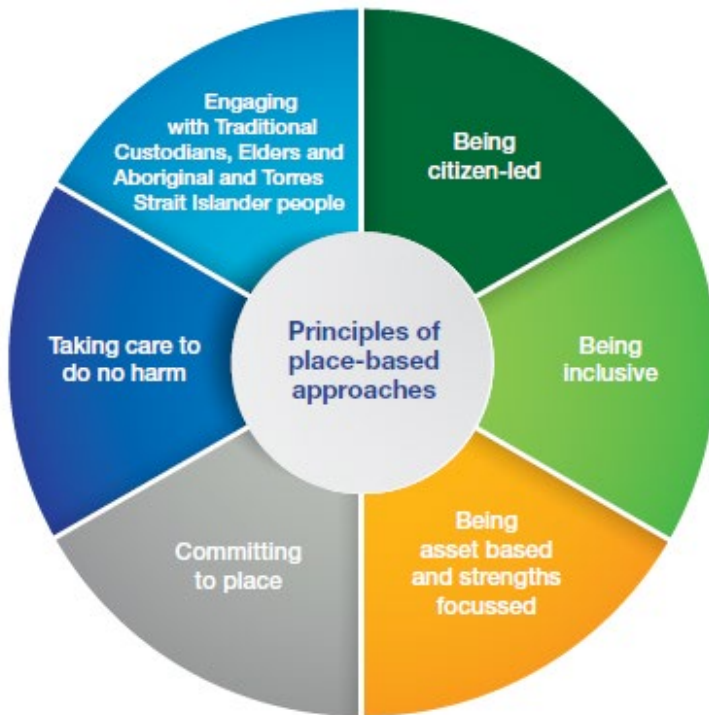 Engaging
with Traditional
Custodians, Elders and
Aboriginal and Torres
Strait Islander people
Being
citizen-led
Being
inclusive
Being
asset based
and strengths
focussed
Committing
to place
Taking care to
do no harm
Principles of
place-based
approaches